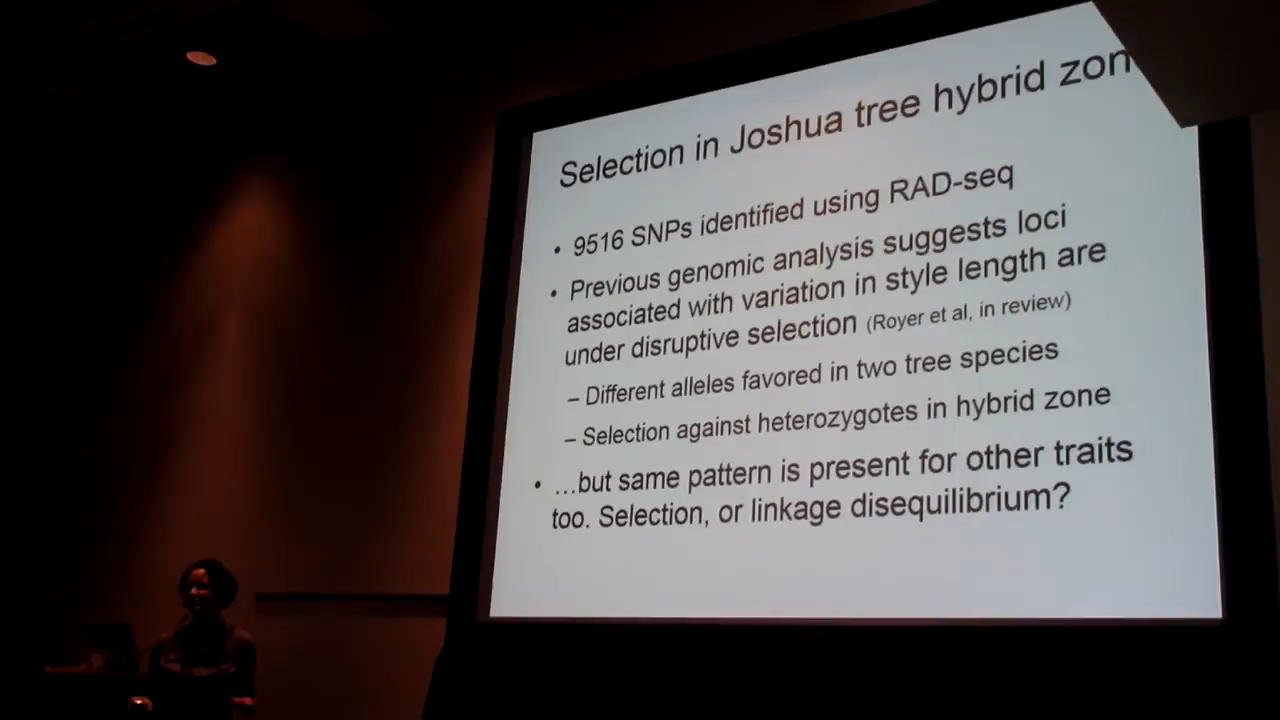 Selection in Joshua tree hybrid zon
• 9516 SNPs identified using RAD-seq
• Previous genomic analysis suggests loci
associated with variation in style length are
under disruptive selection (Royer et al, in review)
– Different alleles favored in two tree species
– Selection against heterozygotes in hybrid zone
• …but same pattern is present for other traits
too. Selection, or linkage disequilibrium?